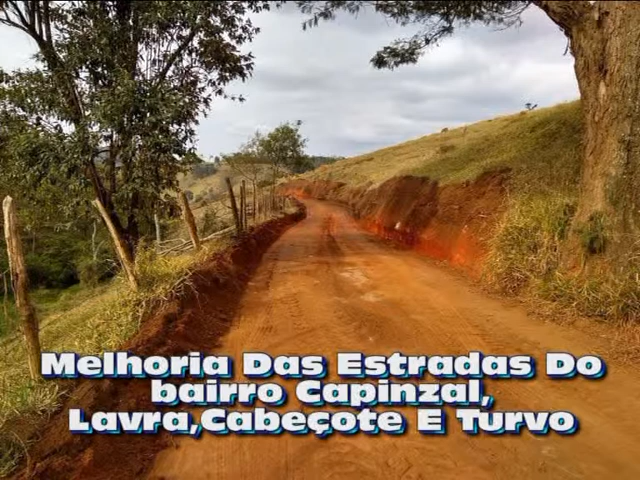 Melhoria Das Estradas Do
bairro Capinzal,
Lavra,Cabeçote E Turvo